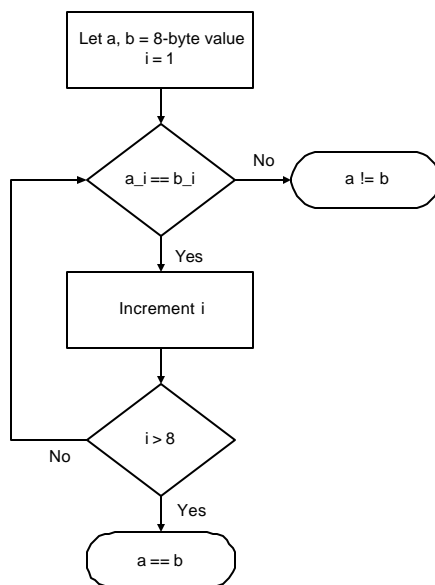 Let a, b = 8-byte value
i = 1
a_i == b_i
No
a != b
Yes
Increment i
i > 8
No
Yes
a == b